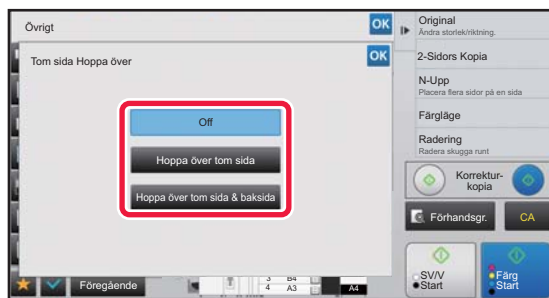 Övrigt
OK
Tom sida Hoppa över
OK
Off
Hoppa över tom sida
Hoppa över tom sida & baksida
Föregående
3 B4
4 A3
A4
Original
Ändra storlek/riktning.
2-Sidors Kopia
N-Upp
Placera flera sidor på en sida
Färgläge
Radering
Radera skugga runt
Korrektur-
kopia
Förhandsgr.
CA
SV/V
Start
Färg
Start